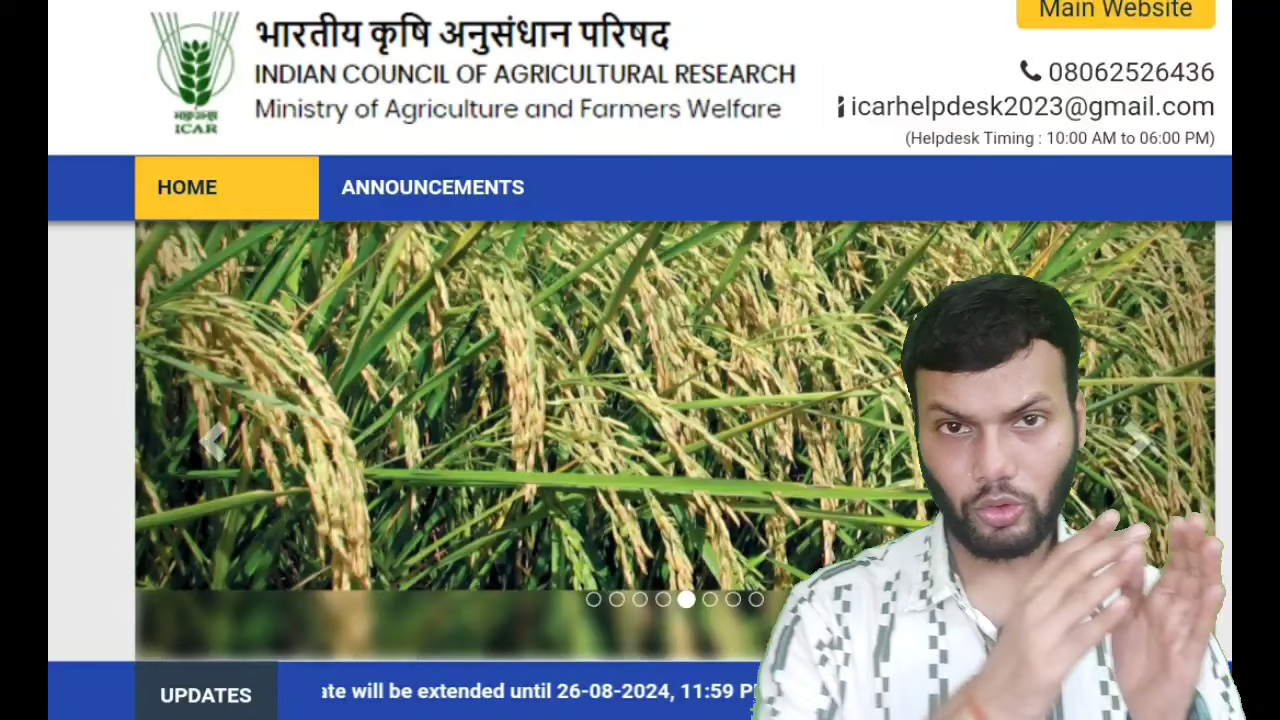 भारतीय कृषि अनुसंधान परिषद
INDIAN COUNCIL OF AGRICULTURAL RESEARCH
Ministry of Agriculture and Farmers Welfare
ICAR
Main Website
08062526436
icarhelpdesk2023@gmail.com
(Helpdesk Timing : 10:00 AM to 06:00 PM)
HOME
ANNOUNCEMENTS
UPDATES
will be extended until 26-08-2024, 11:59